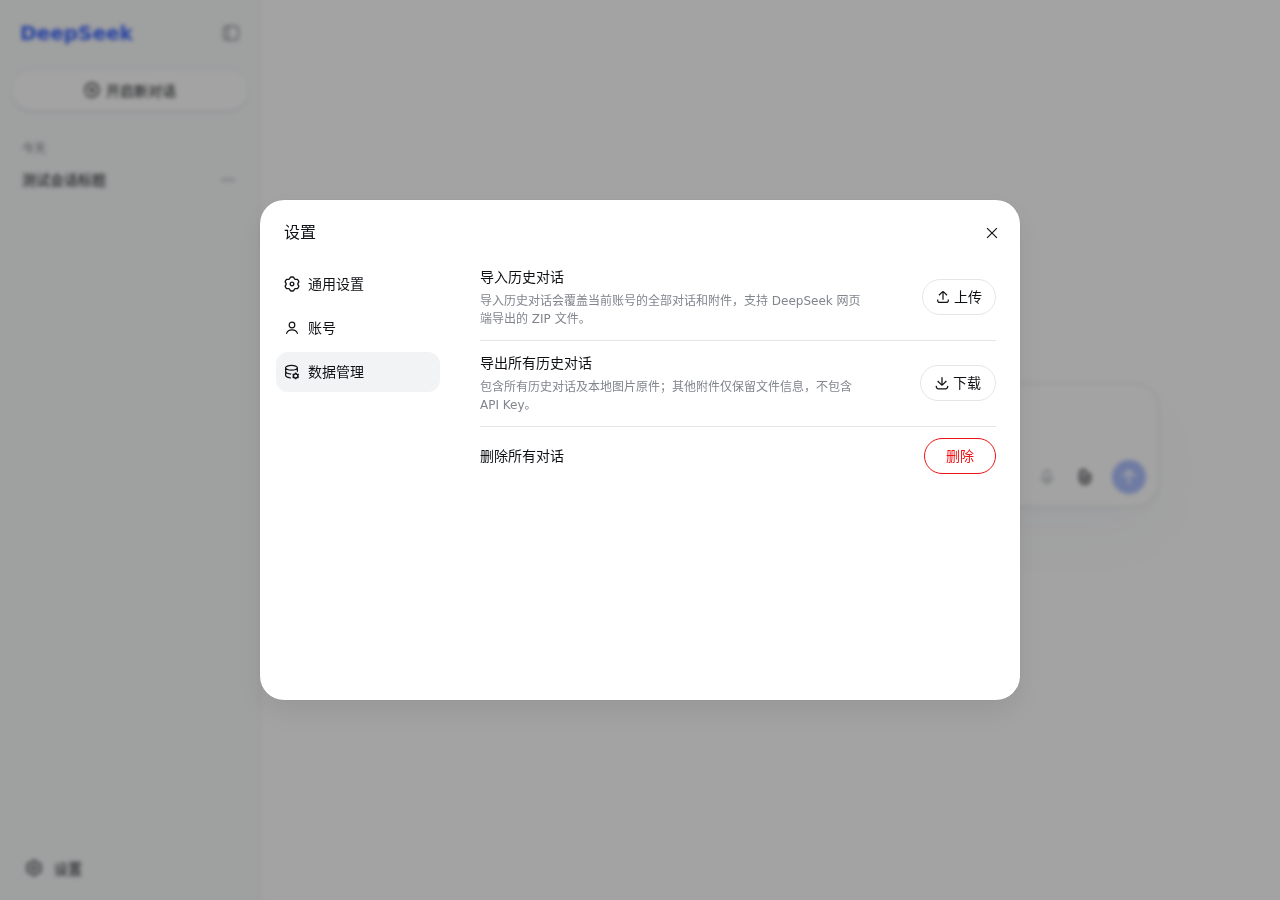 DeepSeek
开启新对话
今天
测试会话标题
设置
设置
通用设置
账号
数据管理
导入历史对话
导入历史对话会覆盖当前账号的全部对话和附件，支持 DeepSeek 网页
端导出的 ZIP 文件。
上传
导出所有历史对话
包含所有历史对话及本地图片原件；其他附件仅保留文件信息，不包含
API Key。
下载
删除所有对话
删除